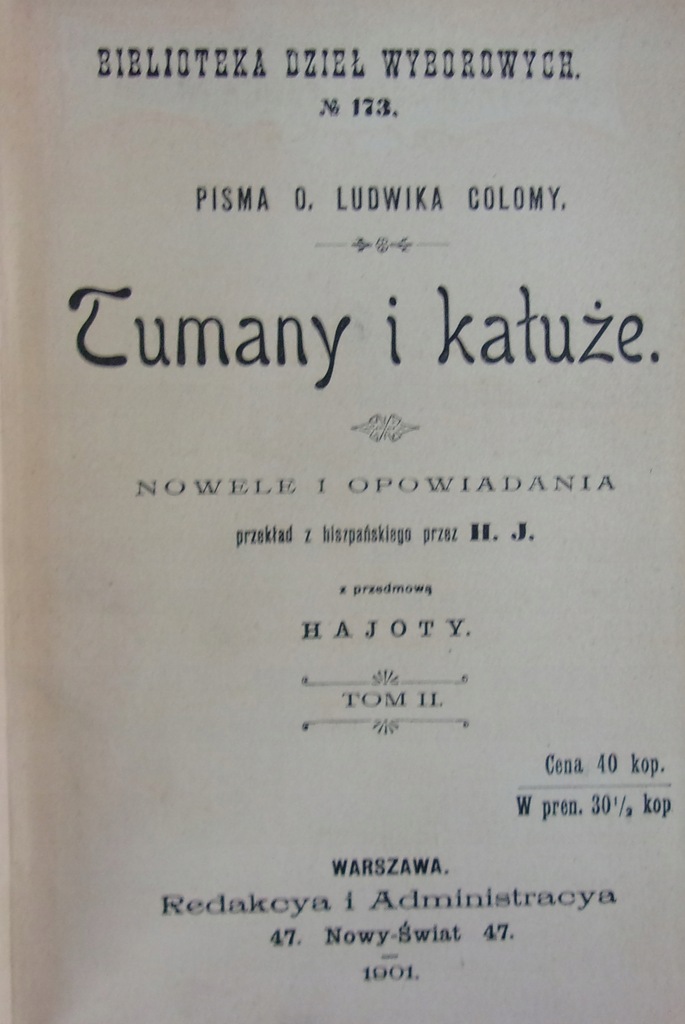 BIBLIOTEKA DZIEŁ WYBOROWYCH.
№ 173.
PISMA O. LUDWIKA COLOMY.
Tumany i kałuże.
NOWELE I OPOWIADANIA
przekład z hiszpańskiego przez H. J.
z przedmową
HAJOTY.
TOM II.
Cena 40 kop.
W pren. 30¹/₂ kop
WARSZAWA.
Redakcya i Administracya
47. Nowy-Świat 47.
1901.